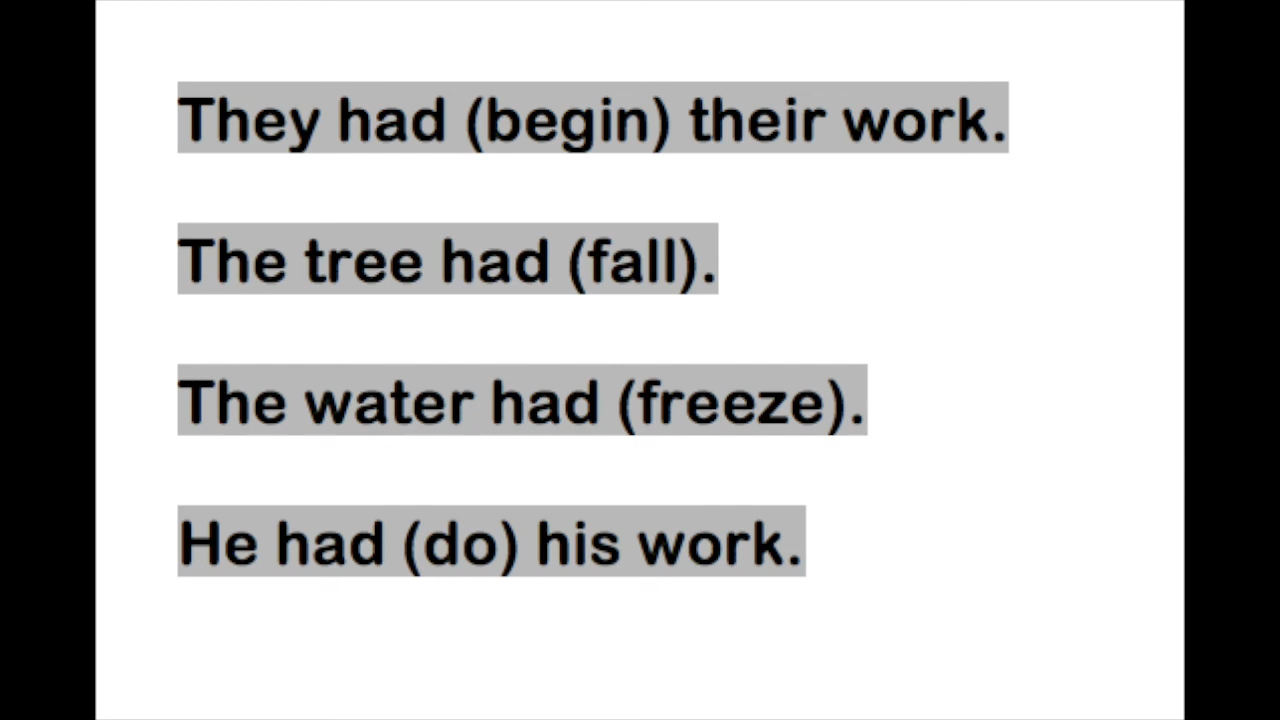 They had (begin) their work.
The tree had (fall).
The water had (freeze).
He had (do) his work.